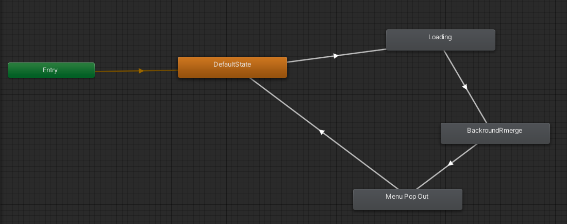 Loading
DefaultState
Entry
BackroundRmerge
Menu Pop Out